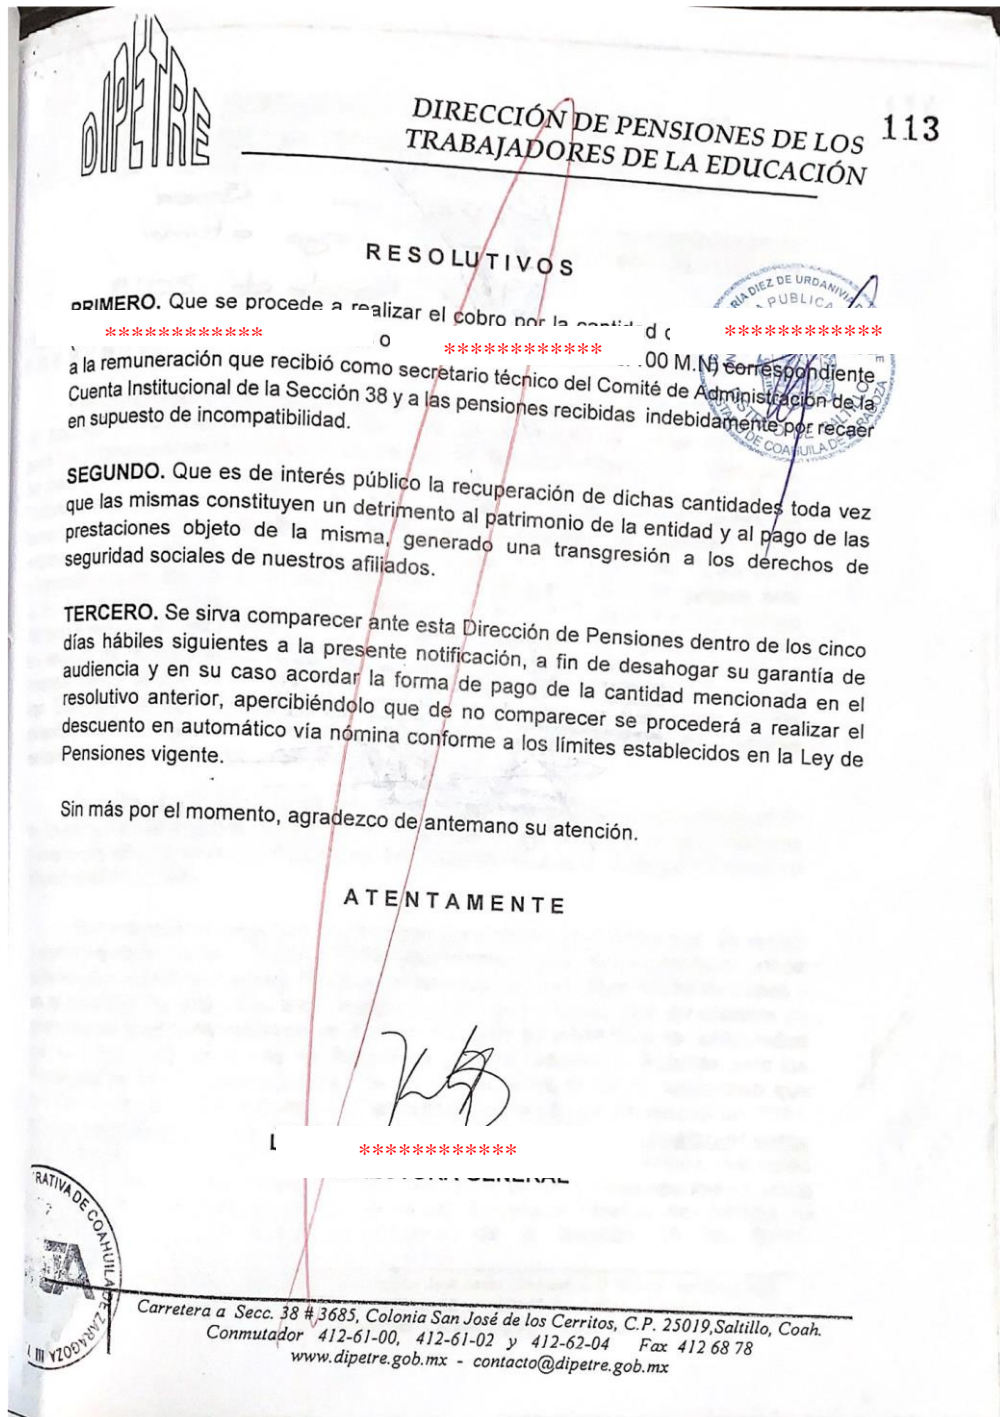 DIPETRE
DIRECCIÓN DE PENSIONES DE LOS
TRABAJADORES DE LA EDUCACIÓN
113
RESOLUTIVOS
PRIMERO. Que se procede a realizar el cobro por la cantidad d
************ o ************ ************
00 M.N) correspondiente
a la remuneración que recibió como secretario técnico del Comité de Administración de la
Cuenta Institucional de la Sección 38 y a las pensiones recibidas indebidamente por recaer
en supuesto de incompatibilidad.
SEGUNDO. Que es de interés público la recuperación de dichas cantidades toda vez
que las mismas constituyen un detrimento al patrimonio de la entidad y al pago de las
prestaciones objeto de la misma, generado una transgresión a los derechos de
seguridad sociales de nuestros afiliados.
TERCERO. Se sirva comparecer ante esta Dirección de Pensiones dentro de los cinco
días hábiles siguientes a la presente notificación, a fin de desahogar su garantía de
audiencia y en su caso acordar la forma de pago de la cantidad mencionada en el
resolutivo anterior, apercibiéndolo que de no comparecer se procederá a realizar el
descuento en automático vía nómina conforme a los límites establecidos en la Ley de
Pensiones vigente.
Sin más por el momento, agradezco de antemano su atención.
ATENTAMENTE
************
GENERAL
RATIVA DE COAHUILA DE ZARAGOZA
Carretera a Secc. 38 # 3685, Colonia San José de los Cerritos, C.P. 25019,Saltillo, Coah.
Conmutador 412-61-00, 412-61-02 y 412-62-04 Fax 412 68 78
www.dipetre.gob.mx - contacto@dipetre.gob.mx